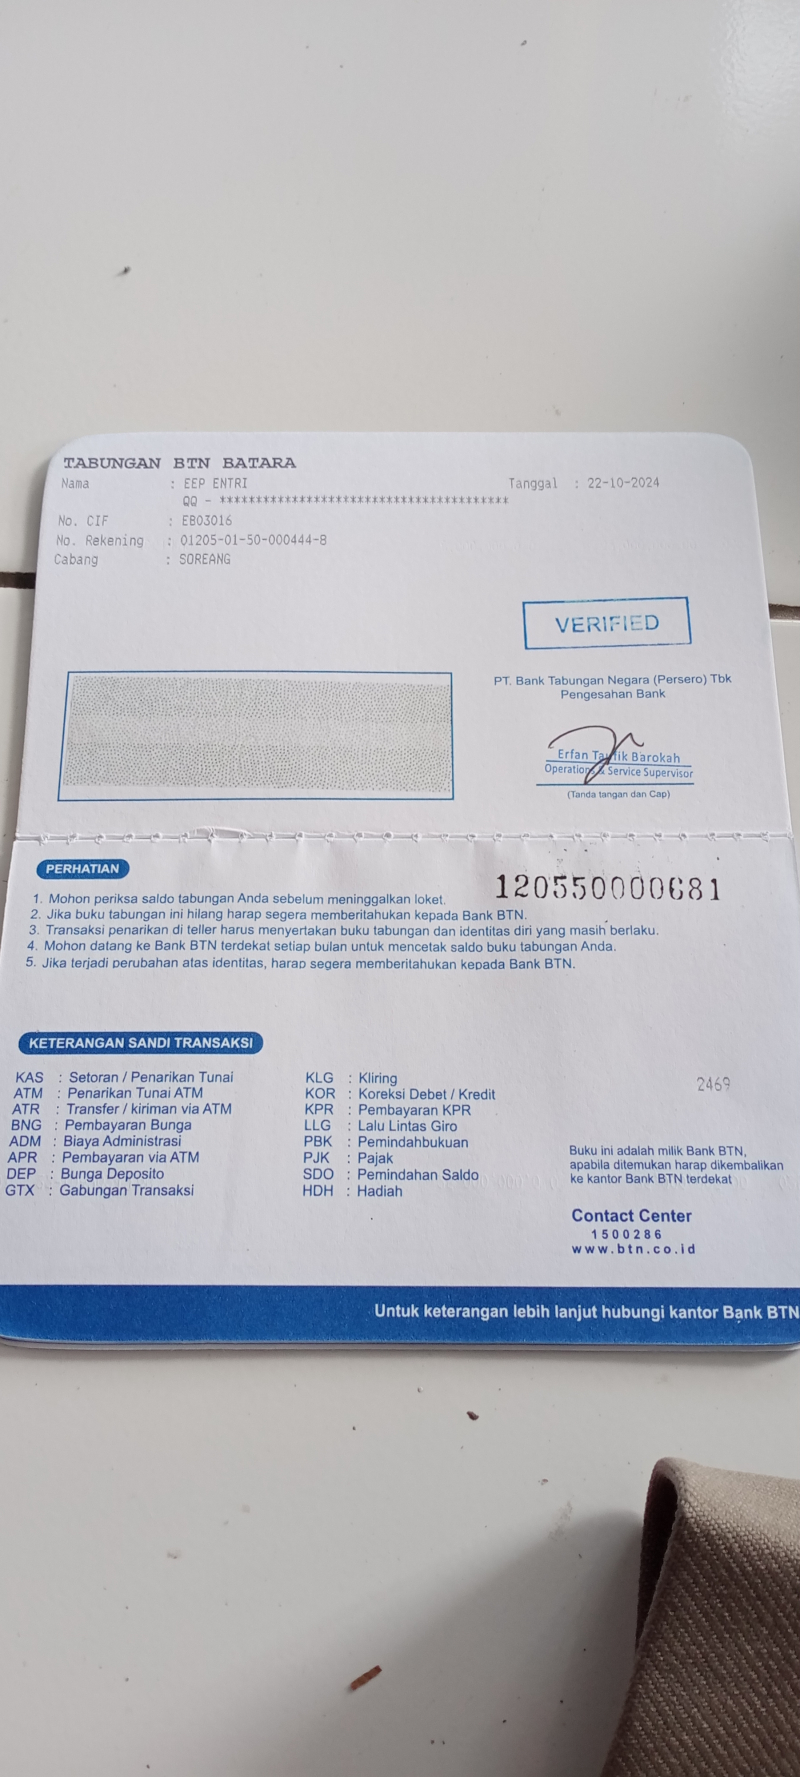 TABUNGAN BTN BATARA
Nama : EEP ENTRI Tanggal : 22-10-2024
QQ - ****************************************
No. CIF : EB03016
No. Rekening : 01205-01-50-000444-8
Cabang : SOREANG
VERIFIED
PT. Bank Tabungan Negara (Persero) Tbk
Pengesahan Bank
Erfan Taufik Barokah
Operation & Service Supervisor
(Tanda tangan dan Cap)
PERHATIAN
120550000681
1. Mohon periksa saldo tabungan Anda sebelum meninggalkan loket.
2. Jika buku tabungan ini hilang harap segera memberitahukan kepada Bank BTN.
3. Transaksi penarikan di teller harus menyertakan buku tabungan dan identitas diri yang masih berlaku.
4. Mohon datang ke Bank BTN terdekat setiap bulan untuk mencetak saldo buku tabungan Anda.
5. Jika terjadi perubahan atas identitas, harap segera memberitahukan kepada Bank BTN.
KETERANGAN SANDI TRANSAKSI
KAS : Setoran / Penarikan Tunai
ATM : Penarikan Tunai ATM
ATR : Transfer / kiriman via ATM
BNG : Pembayaran Bunga
ADM : Biaya Administrasi
APR : Pembayaran via ATM
DEP : Bunga Deposito
GTX : Gabungan Transaksi
KLG : Kliring
KOR : Koreksi Debet / Kredit
KPR : Pembayaran KPR
LLG : Lalu Lintas Giro
PBK : Pemindahbukuan
PJK : Pajak
SDO : Pemindahan Saldo
HDH : Hadiah
2469
Buku ini adalah milik Bank BTN,
apabila ditemukan harap dikembalikan
ke kantor Bank BTN terdekat
Contact Center
1500286
www.btn.co.id
Untuk keterangan lebih lanjut hubungi kantor Bank BTN